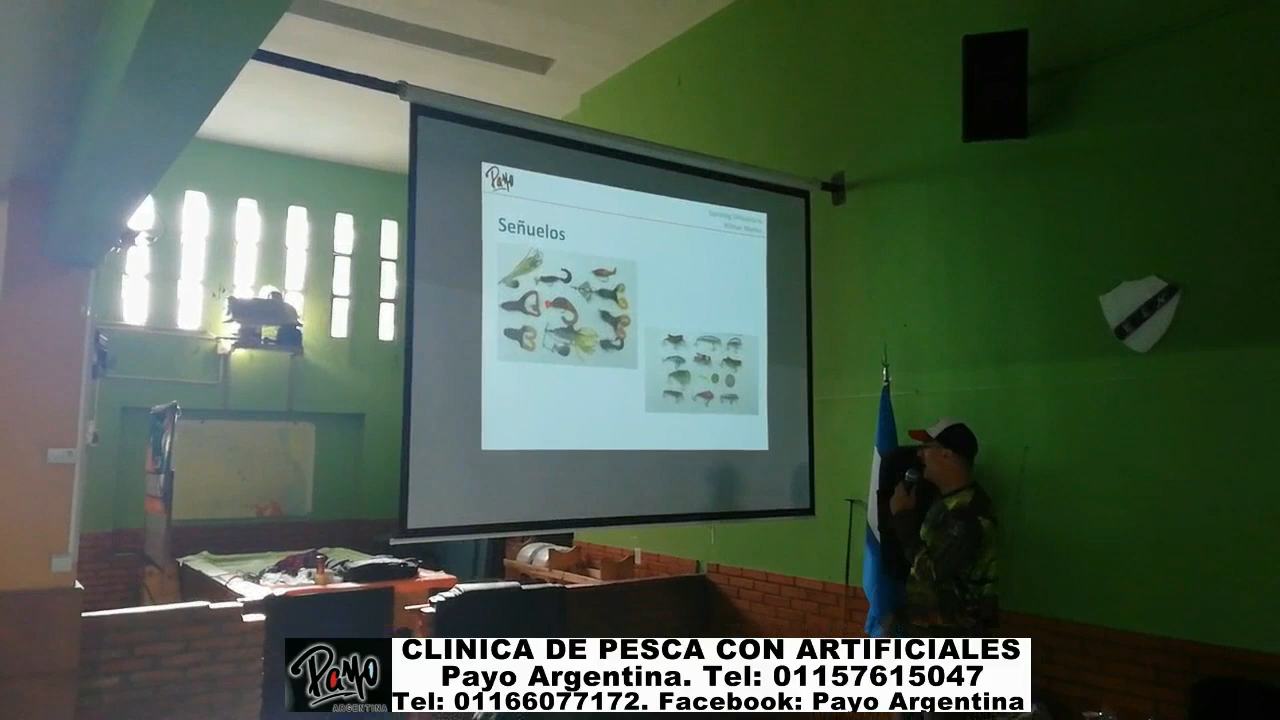 Payo
Señuelos
CLINICA DE PESCA CON ARTIFICIALES
Payo Argentina. Tel: 01157615047
Tel: 01166077172. Facebook: Payo Argentina
Payo
ARGENTINA